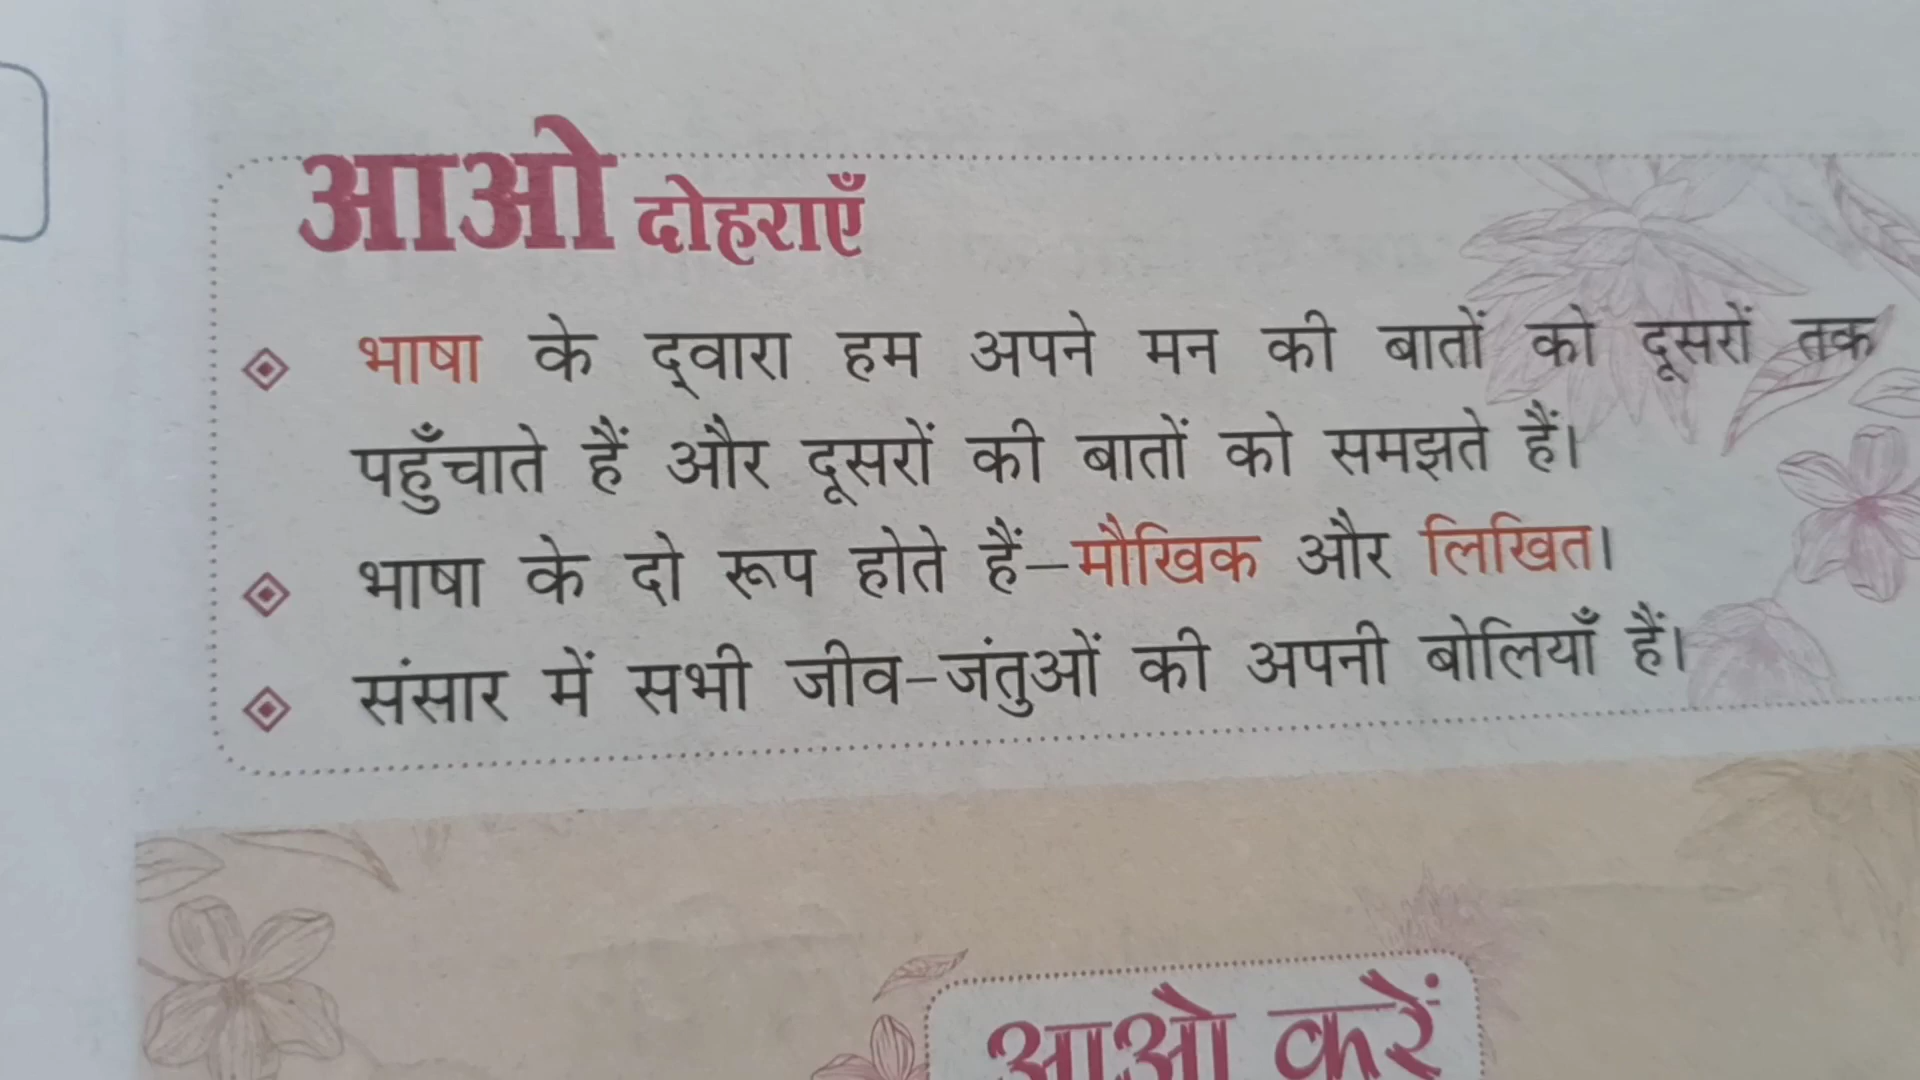 आओ दोहराएँ
भाषा के द्वारा हम अपने मन की बातों को दूसरों तक
पहुँचाते हैं और दूसरों की बातों को समझते हैं।
भाषा के दो रूप होते हैं–मौखिक और लिखित।
संसार में सभी जीव–जंतुओं की अपनी बोलियाँ हैं।
आओ करें